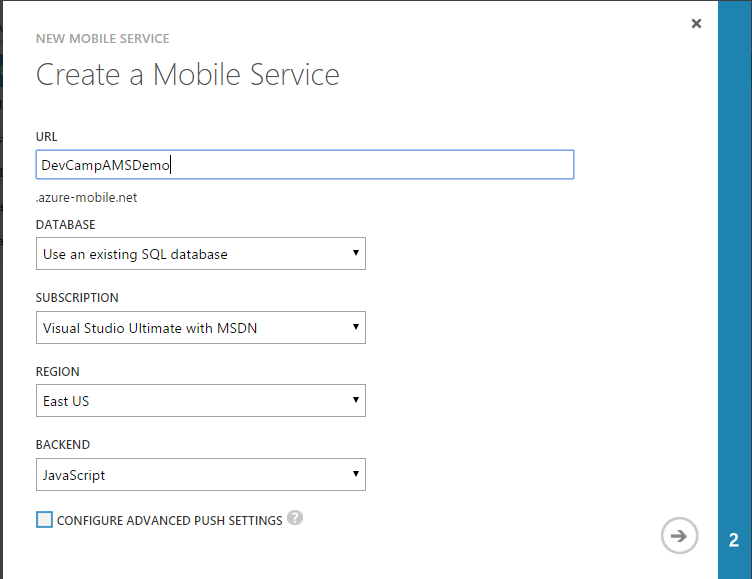 NEW MOBILE SERVICE
Create a Mobile Service
URL
DevCampAMSDemo
.azure-mobile.net
DATABASE
Use an existing SQL database
SUBSCRIPTION
Visual Studio Ultimate with MSDN
REGION
East US
BACKEND
JavaScript
CONFIGURE ADVANCED PUSH SETTINGS ?
2